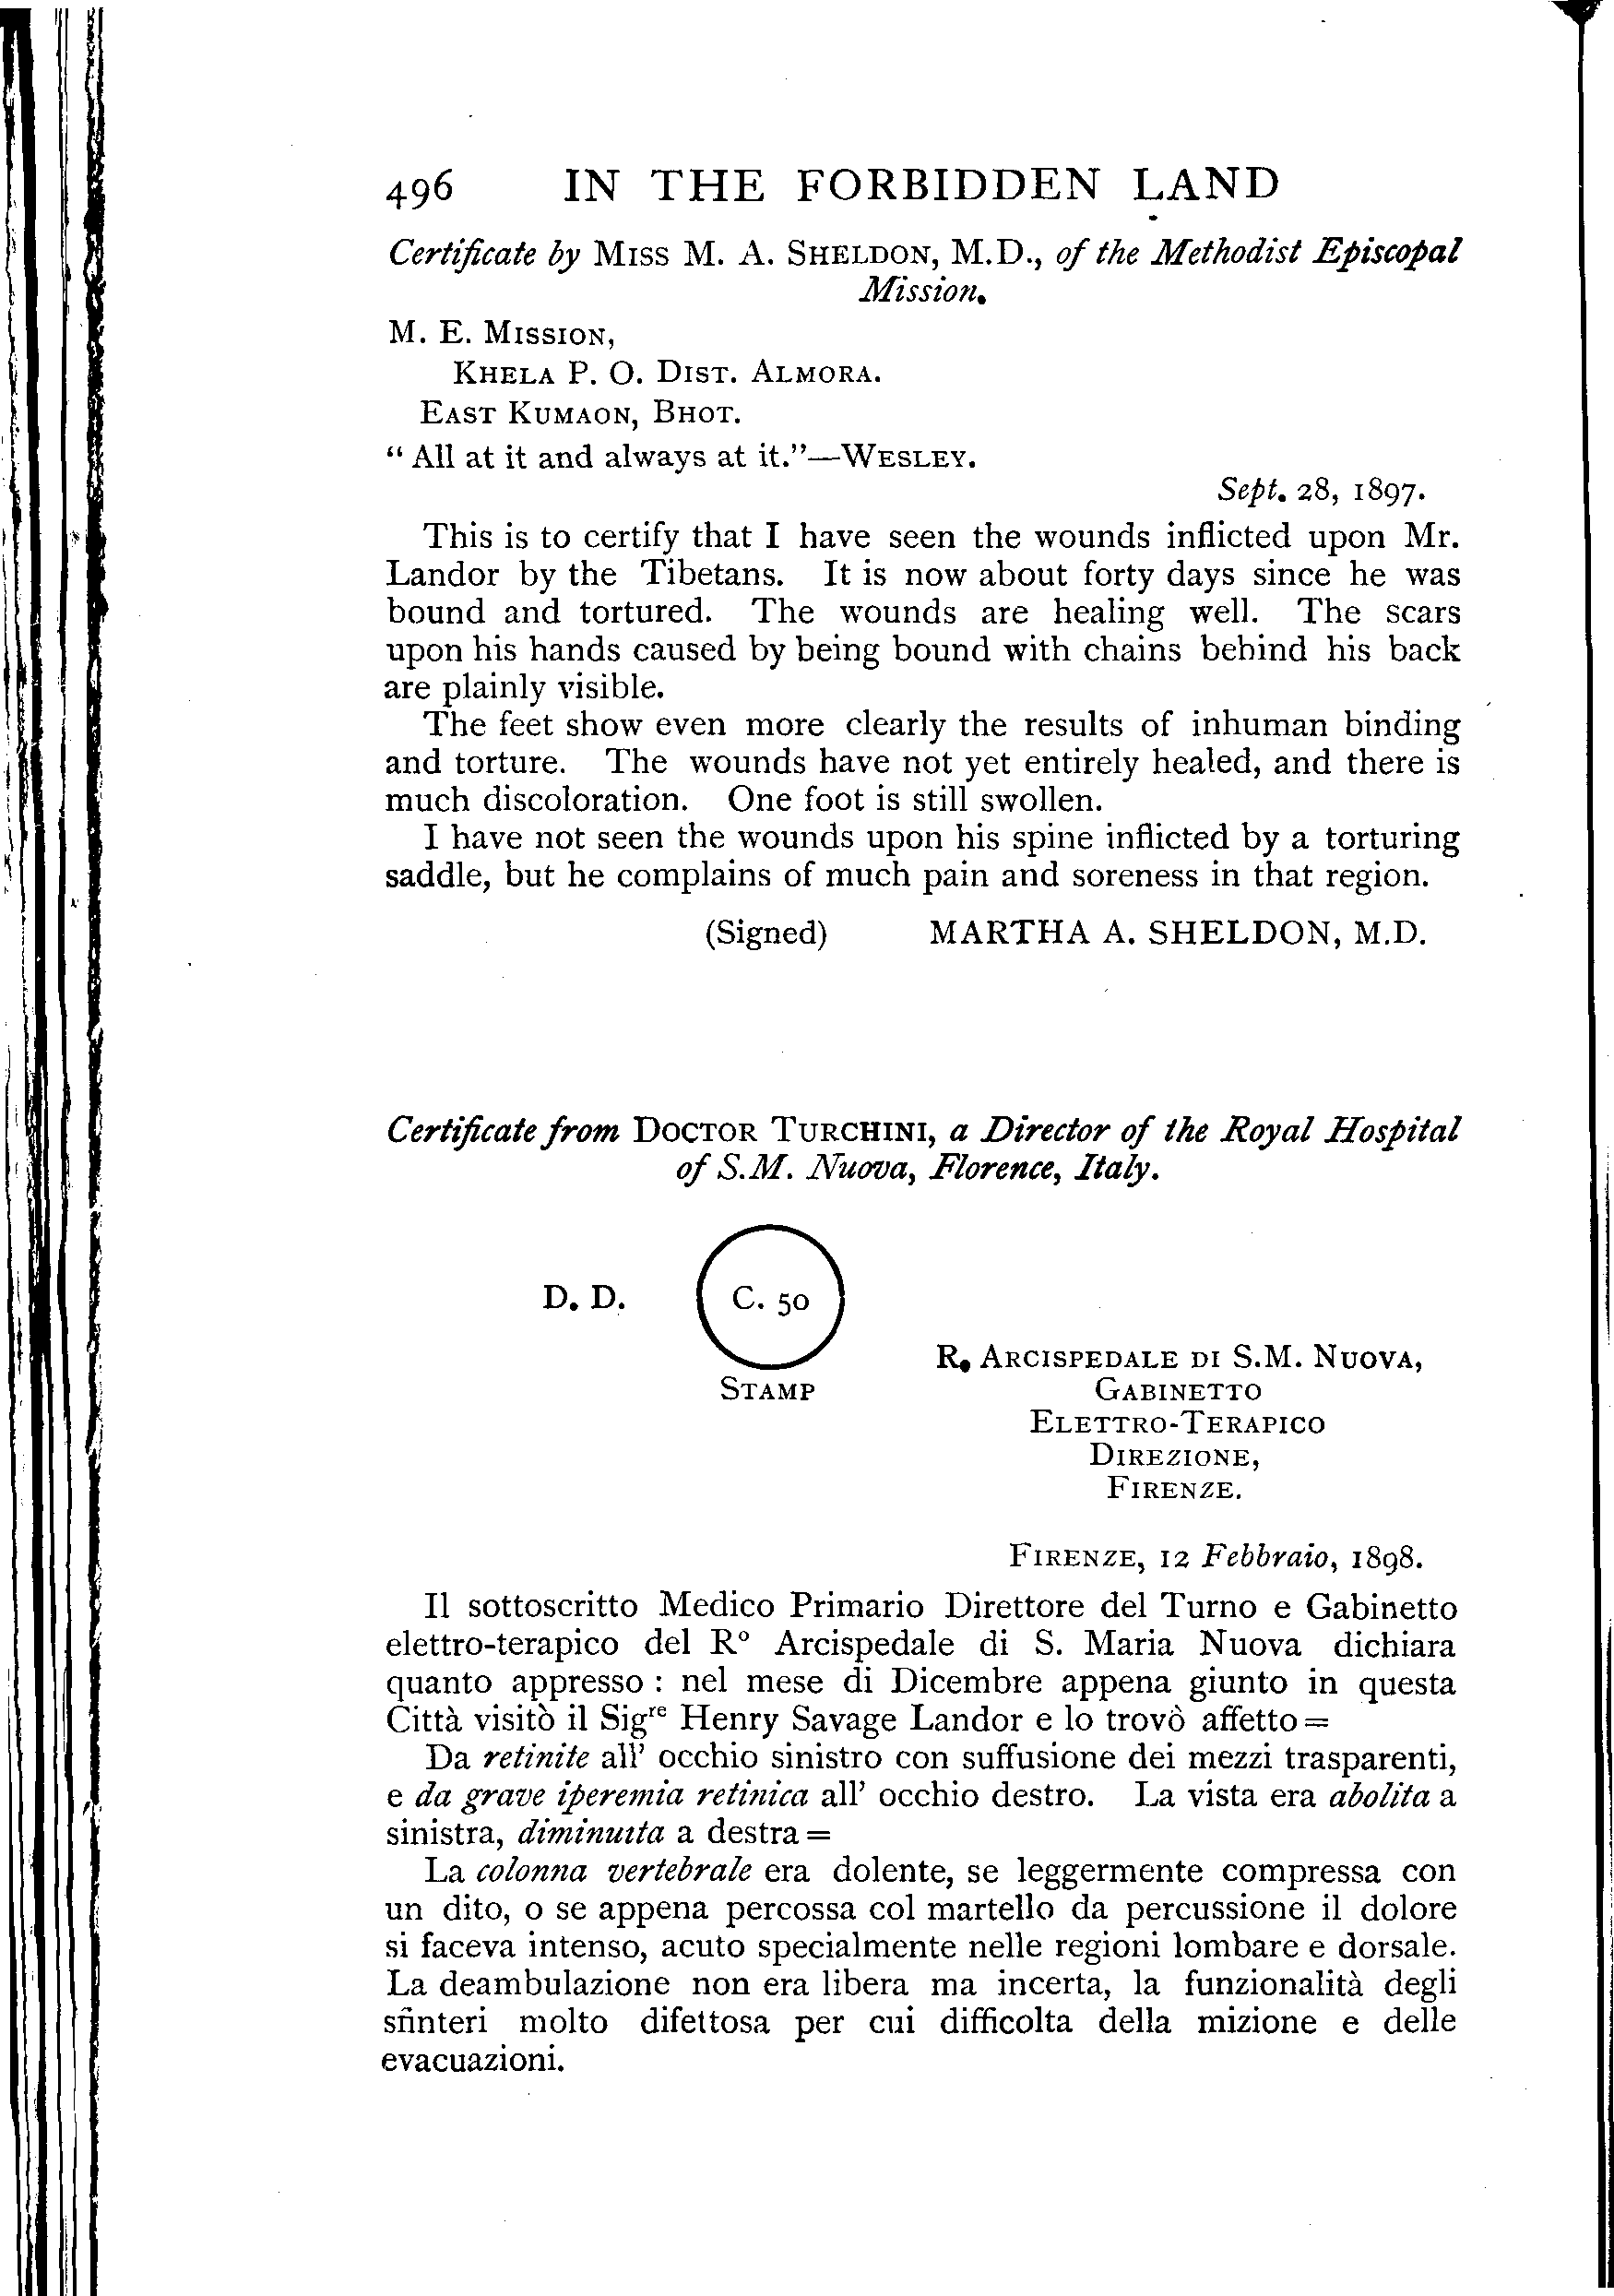 496 IN THE FORBIDDEN LAND
Certificate by MISS M. A. SHELDON, M.D., of the Methodist Episcopal
Mission.
M. E. MISSION,
KHELA P. O. DIST. ALMORA.
EAST KUMAON, BHOT.
"All at it and always at it."—WESLEY.
Sept. 28, 1897.
This is to certify that I have seen the wounds inflicted upon Mr.
Landor by the Tibetans. It is now about forty days since he was
bound and tortured. The wounds are healing well. The scars
upon his hands caused by being bound with chains behind his back
are plainly visible.
The feet show even more clearly the results of inhuman binding
and torture. The wounds have not yet entirely healed, and there is
much discoloration. One foot is still swollen.
I have not seen the wounds upon his spine inflicted by a torturing
saddle, but he complains of much pain and soreness in that region.
(Signed) MARTHA A. SHELDON, M.D.
Certificate from DOCTOR TURCHINI, a Director of the Royal Hospital
of S.M. Nuova, Florence, Italy.
D. D. C. 50
STAMP
R. ARCISPEDALE DI S.M. NUOVA,
GABINETTO
ELETTRO-TERAPICO
DIREZIONE,
FIRENZE.
FIRENZE, 12 Febbraio, 1898.
Il sottoscritto Medico Primario Direttore del Turno e Gabinetto
elettro-terapico del Rº Arcispedale di S. Maria Nuova dichiara
quanto appresso : nel mese di Dicembre appena giunto in questa
Città visitò il Sigre Henry Savage Landor e lo trovò affetto=
Da retinite all' occhio sinistro con suffusione dei mezzi trasparenti,
e da grave iperemia retinica all' occhio destro. La vista era abolita a
sinistra, diminuita a destra=
La colonna vertebrale era dolente, se leggermente compressa con
un dito, o se appena percossa col martello da percussione il dolore
si faceva intenso, acuto specialmente nelle regioni lombare e dorsale.
La deambulazione non era libera ma incerta, la funzionalità degli
sfinteri molto difettosa per cui difficolta della mizione e delle
evacuazioni.